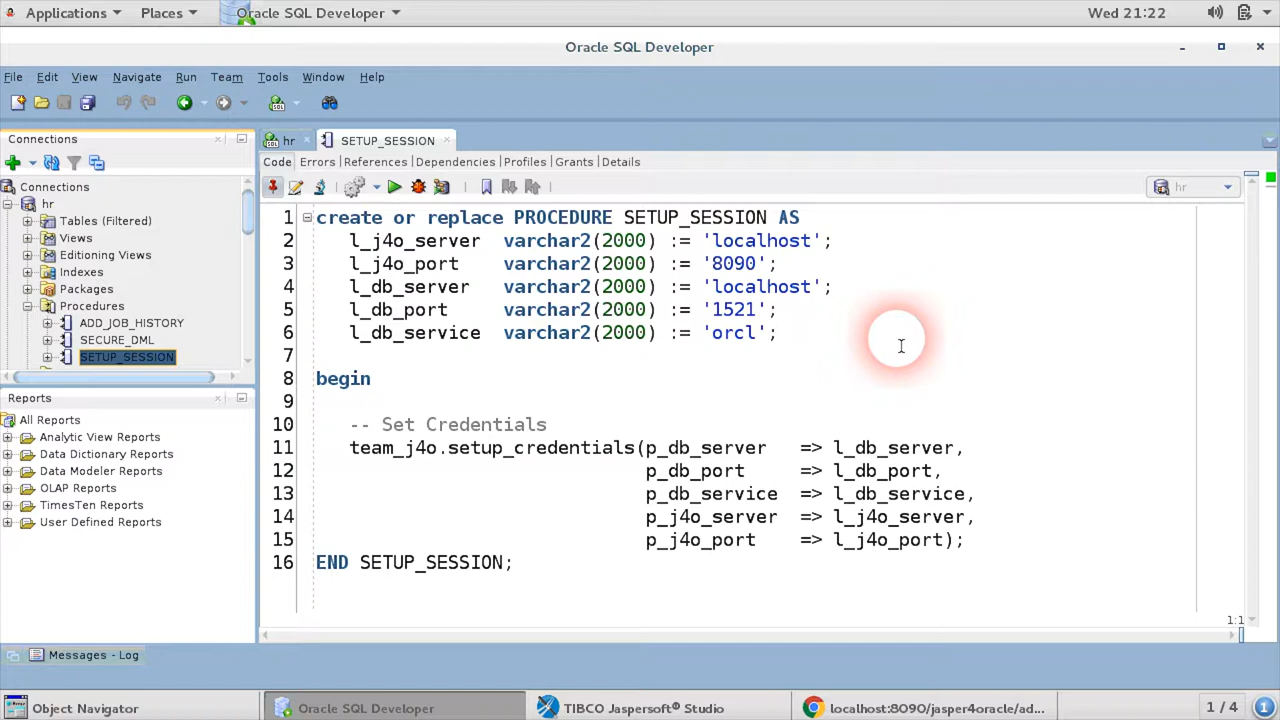 Applications Places Oracle SQL Developer Wed 21:22
Oracle SQL Developer
File Edit View Navigate Run Team Tools Window Help
Connections
hr SETUP_SESSION
Code Errors References Dependencies Profiles Grants Details
hr
Connections
hr
Tables (Filtered)
Views
Editioning Views
Indexes
Packages
Procedures
ADD_JOB_HISTORY
SECURE_DML
SETUP_SESSION
Reports
All Reports
Analytic View Reports
Data Dictionary Reports
Data Modeler Reports
OLAP Reports
TimesTen Reports
User Defined Reports
1 create or replace PROCEDURE SETUP_SESSION AS
2 l_j4o_server varchar2(2000) := 'localhost';
3 l_j4o_port varchar2(2000) := '8090';
4 l_db_server varchar2(2000) := 'localhost';
5 l_db_port varchar2(2000) := '1521';
6 l_db_service varchar2(2000) := 'orcl';
7
8 begin
9
10 -- Set Credentials
11 team_j4o.setup_credentials(p_db_server => l_db_server,
12 p_db_port => l_db_port,
13 p_db_service => l_db_service,
14 p_j4o_server => l_j4o_server,
15 p_j4o_port => l_j4o_port);
16 END SETUP_SESSION;
1:1
Messages - Log
Object Navigator Oracle SQL Developer TIBCO Jaspersoft® Studio localhost:8090/jasper4oracle/ad... 1 / 4 1